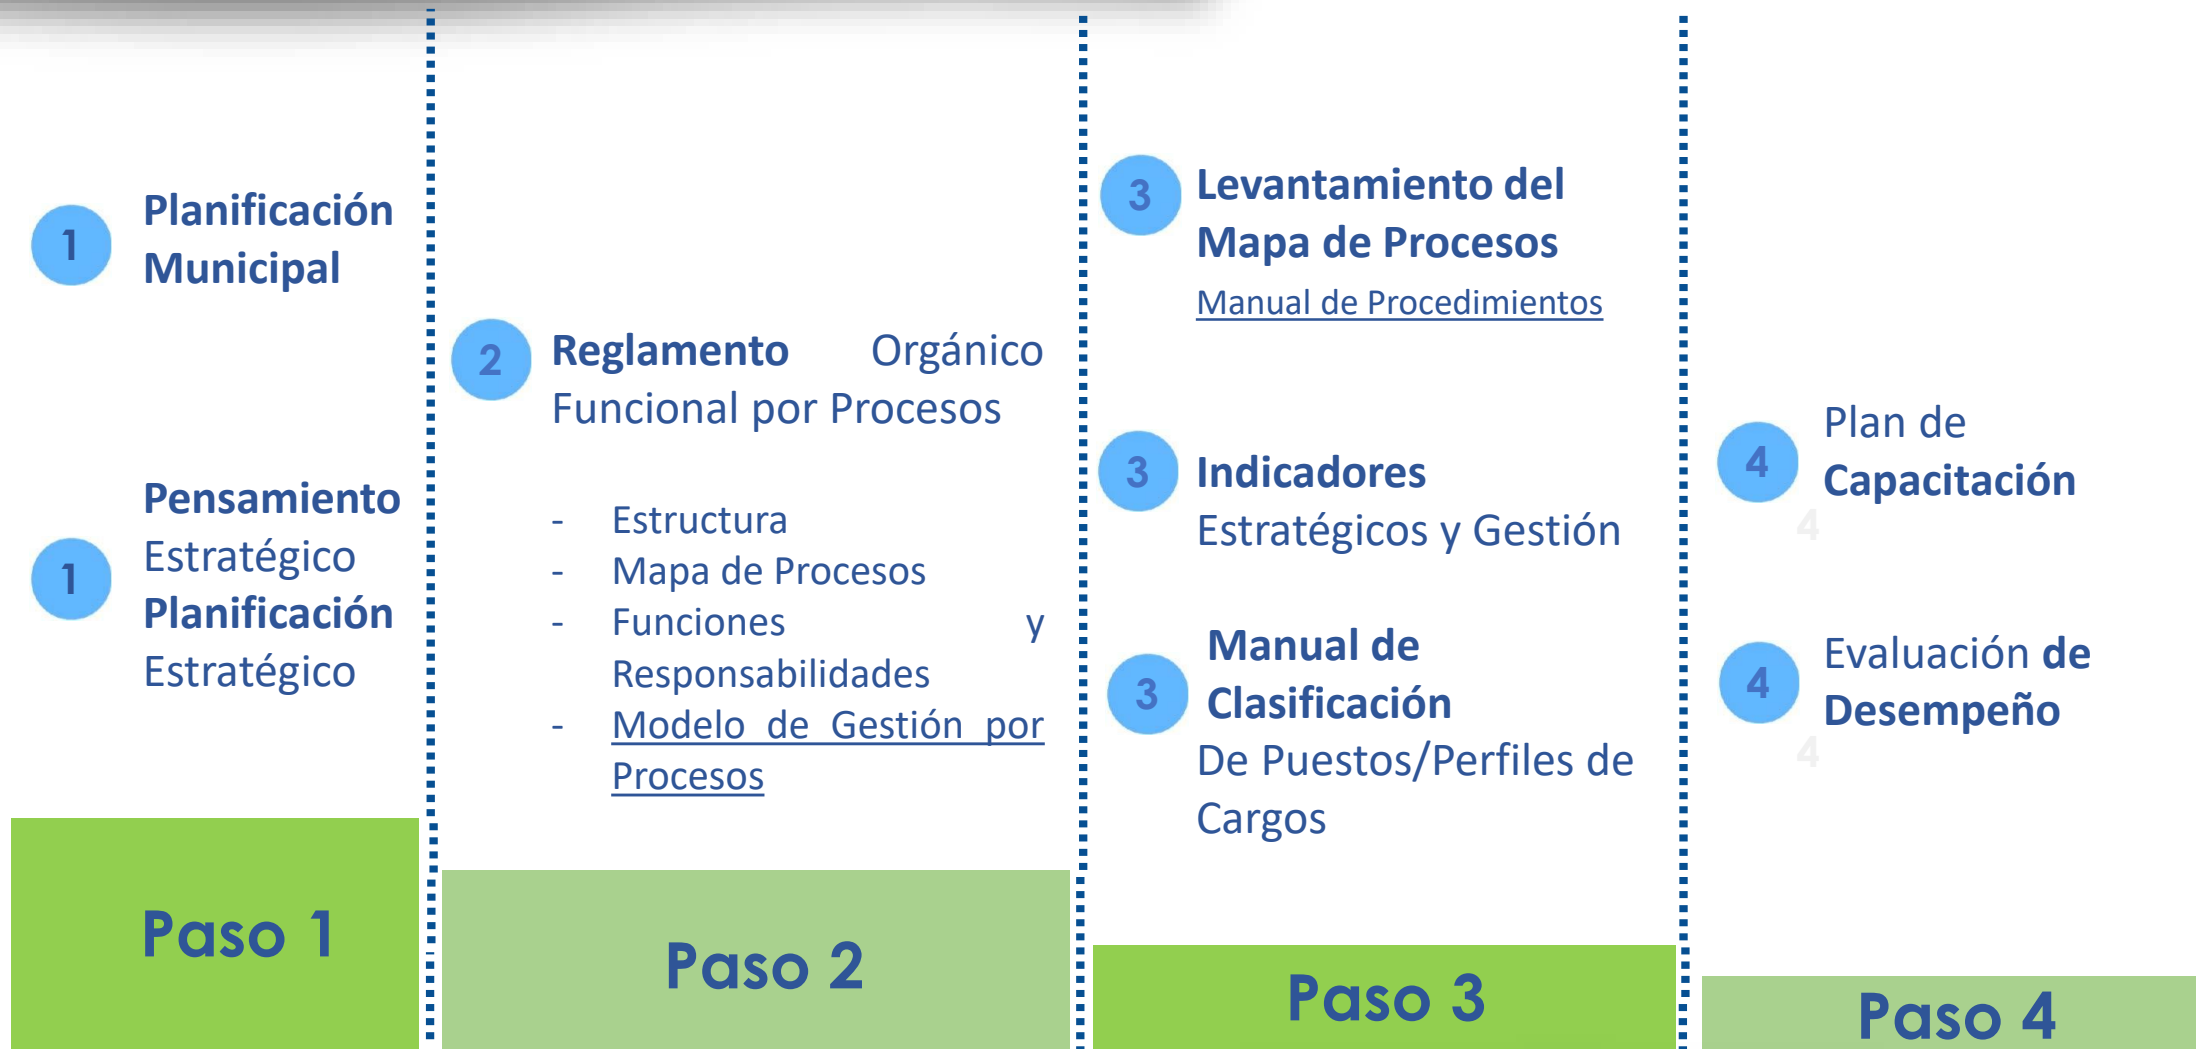 1
Planificación
Municipal
1
Pensamiento
Estratégico
Planificación
Estratégico
Paso 1
2
Reglamento Orgánico
Funcional por Procesos
- Estructura
- Mapa de Procesos
- Funciones y
Responsabilidades
- Modelo de Gestión por
Procesos
Paso 2
3
Levantamiento del
Mapa de Procesos
Manual de Procedimientos
3
Indicadores
Estratégicos y Gestión
3
Manual de
Clasificación
De Puestos/Perfiles de
Cargos
Paso 3
4
Plan de
Capacitación
4
4
Evaluación de
Desempeño
4
Paso 4